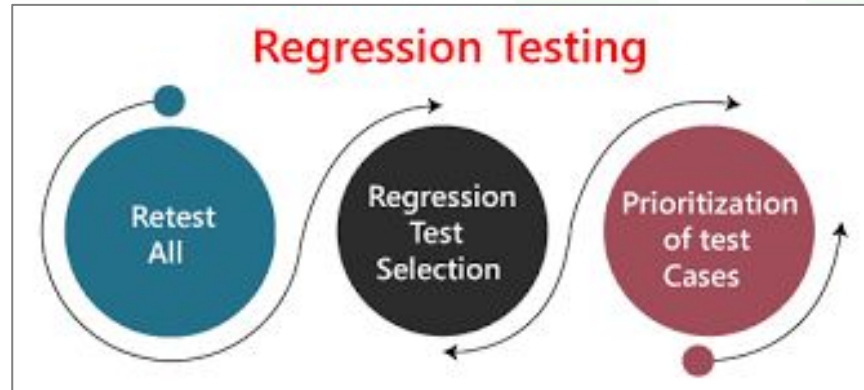 Regression Testing
Retest
All
Regression
Test
Selection
Prioritization
of test
Cases